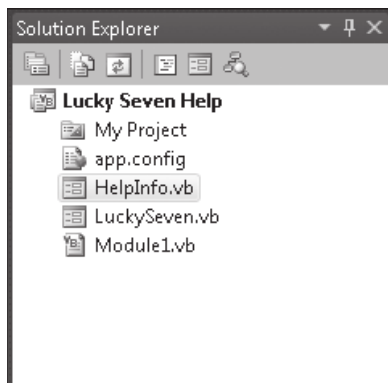 Solution Explorer
Lucky Seven Help
My Project
app.config
HelpInfo.vb
LuckySeven.vb
Module1.vb